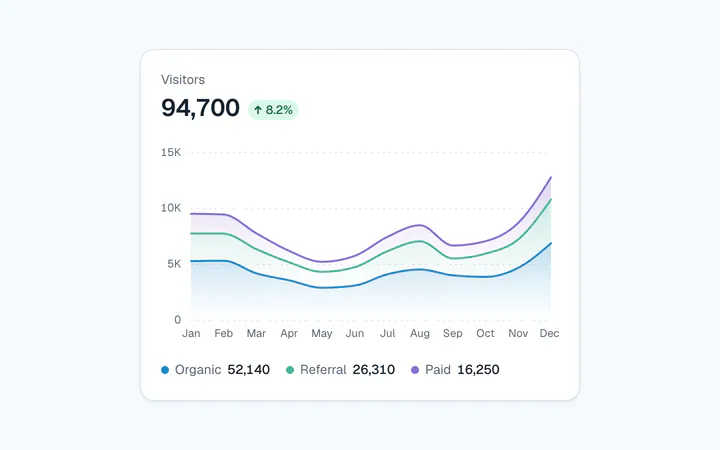 Visitors
94,700 ↑ 8.2%
15K
10K
5K
0
Jan Feb Mar Apr May Jun Jul Aug Sep Oct Nov Dec
Organic 52,140 Referral 26,310 Paid 16,250